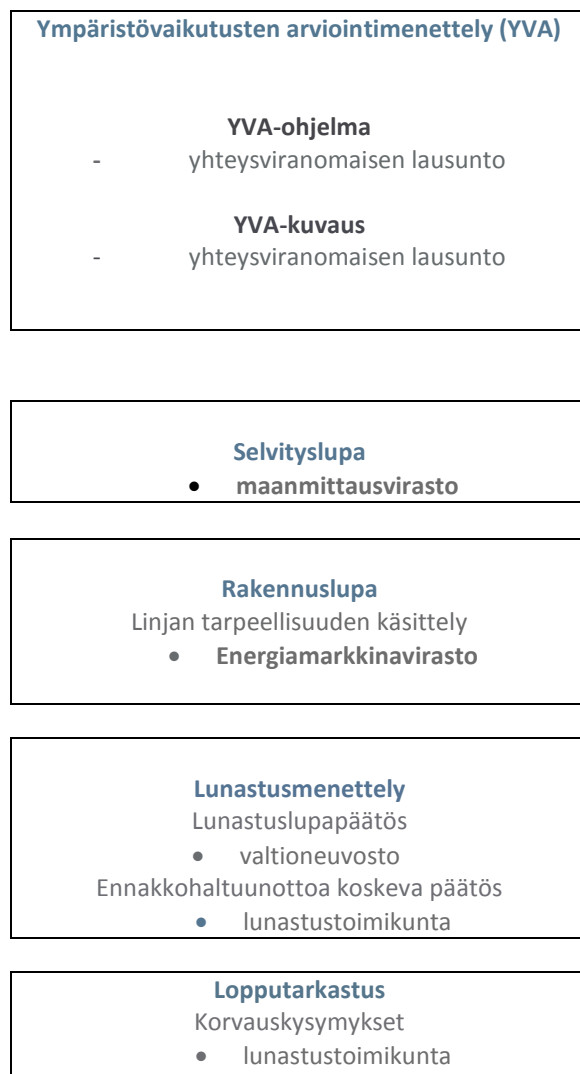 Ympäristövaikutusten arviointimenettely (YVA)
YVA-ohjelma
- yhteysviranomaisen lausunto
YVA-kuvaus
- yhteysviranomaisen lausunto
Selvityslupa
• maanmittausvirasto
Rakennuslupa
Linjan tarpeellisuuden käsittely
• Energiamarkkinavirasto
Lunastusmenettely
Lunastuslupapäätös
• valtioneuvosto
Ennakkohaltuunottoa koskeva päätös
• lunastustoimikunta
Lopputarkastus
Korvauskysymykset
• lunastustoimikunta